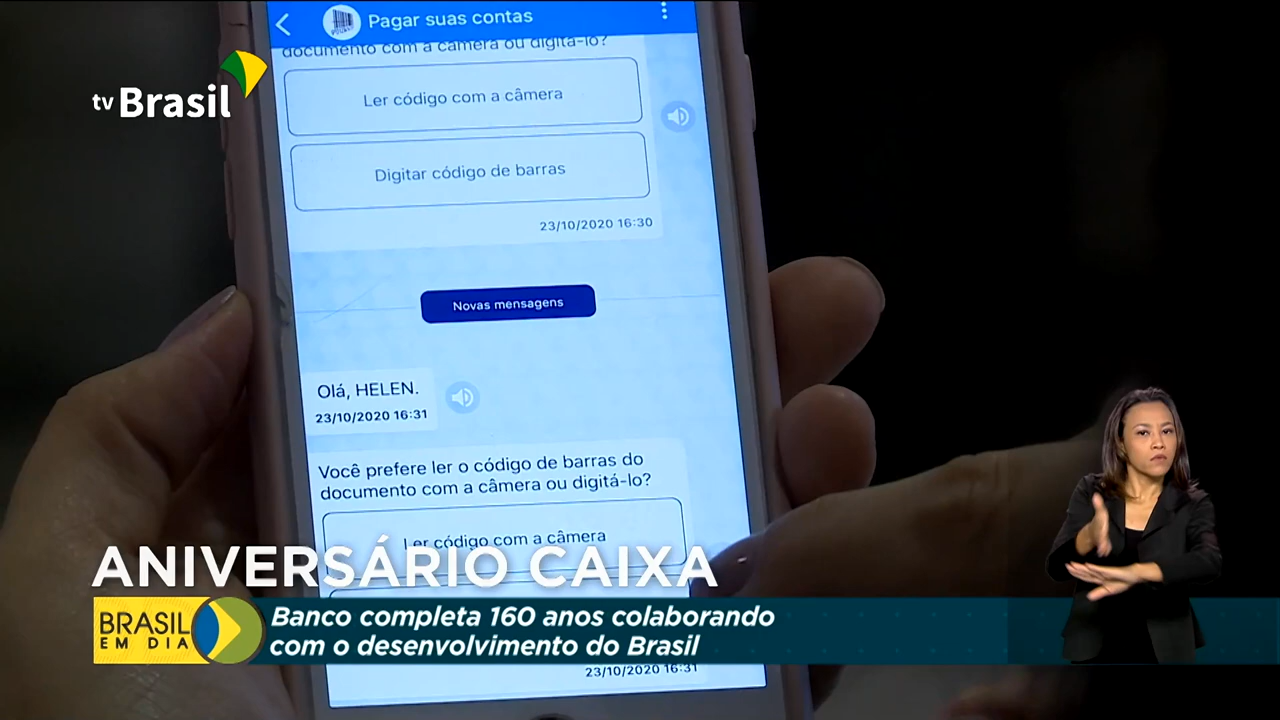 Pagar suas contas
documento com a câmera ou digitá-lo?
Ler código com a câmera
Digitar código de barras
23/10/2020 16:30
tv Brasil
Novas mensagens
Olá, HELEN.
23/10/2020 16:31
Você prefere ler o código de barras do
documento com a câmera ou digitá-lo?
Ler código com a câmera
ANIVERSÁRIO CAIXA
BRASIL
EM DIA
Banco completa 160 anos colaborando
com o desenvolvimento do Brasil
23/10/2020 16:31